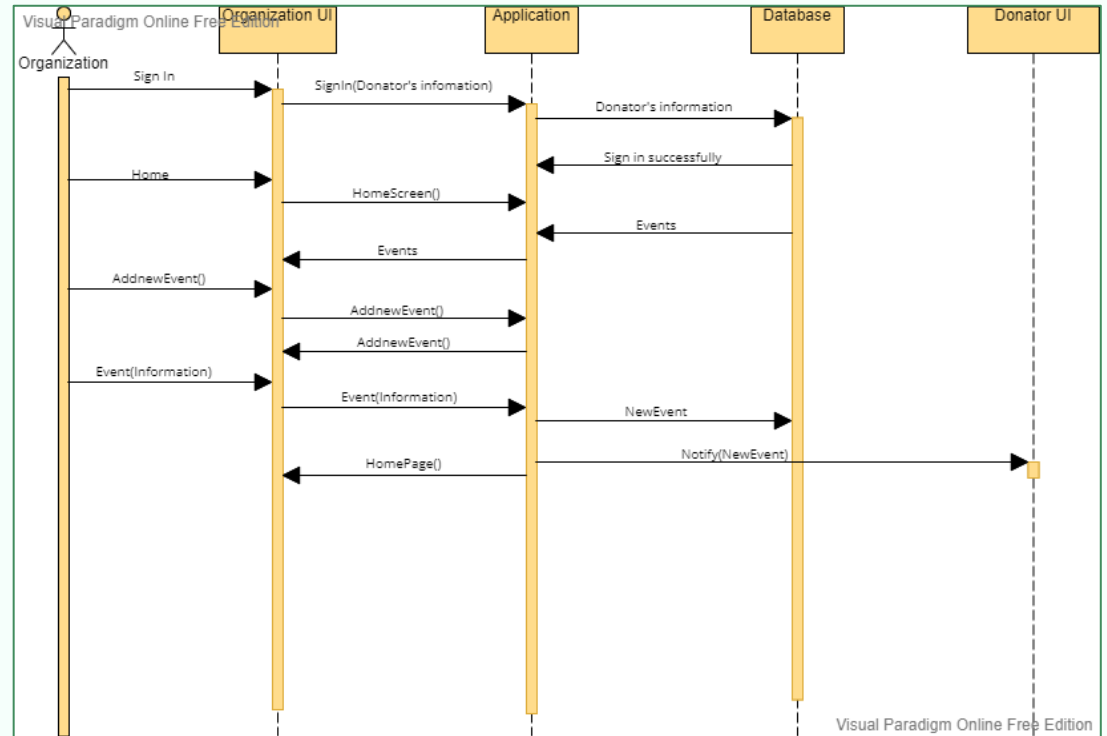 Visual Paradigm Online Free Edition
Organization UI
Application
Database
Donator UI
Organization
Sign In
SignIn(Donator's infomation)
Donator's information
Sign in successfully
Home
HomeScreen()
Events
Events
AddnewEvent()
AddnewEvent()
AddnewEvent()
Event(Information)
Event(Information)
NewEvent
Notify(NewEvent)
HomePage()
Visual Paradigm Online Free Edition